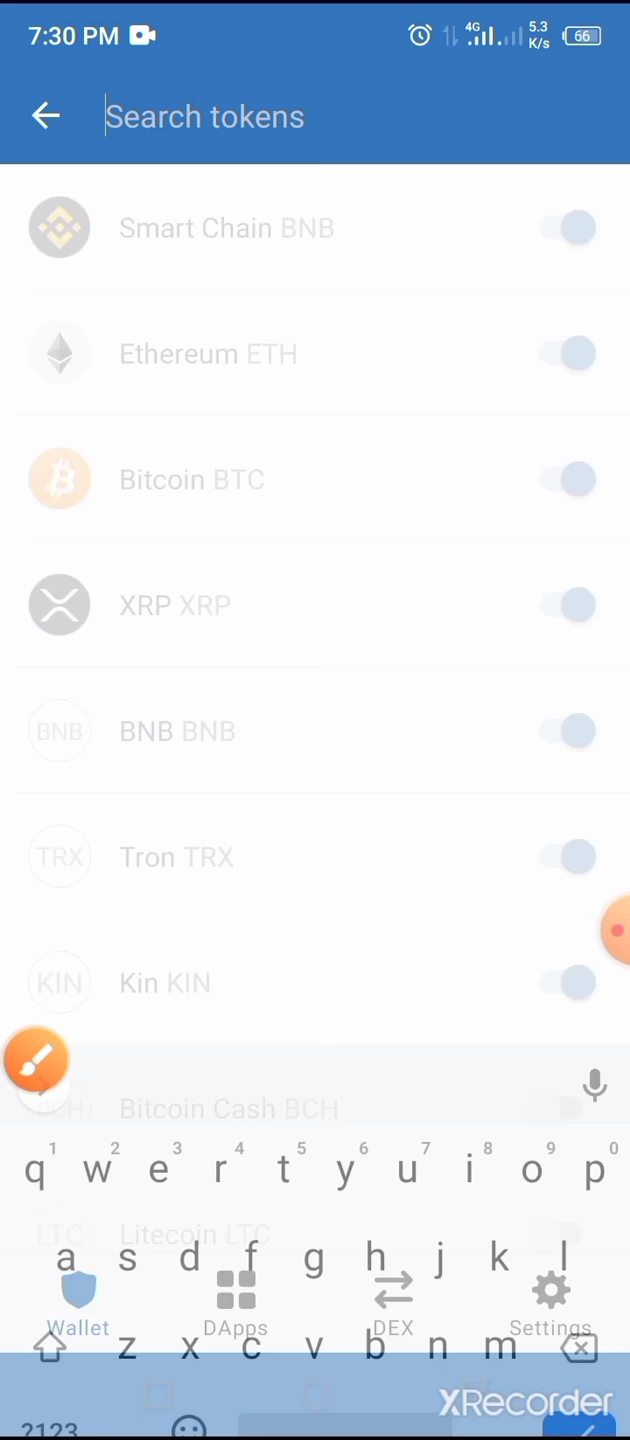 7:30 PM 4G 5.3 K/s 66
Search tokens
Smart Chain BNB
Ethereum ETH
Bitcoin BTC
XRP XRP
BNB BNB BNB
TRX Tron TRX
KIN Kin KIN
BCH Bitcoin Cash BCH
1 2 3 4 5 6 7 8 9 0
q w e r t y u i o p
LTC Litecoin LTC
a s d f g h j k l
Wallet DApps DEX Settings
z x c v b n m
XRecorder
?123